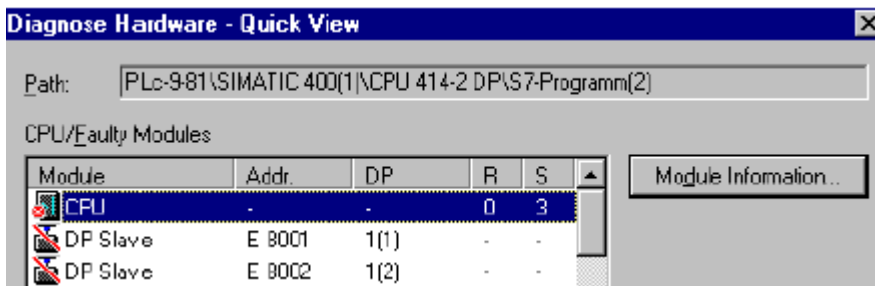 Diagnose Hardware - Quick View
Path: PLc-9-81\SIMATIC 400(1)\CPU 414-2 DP\S7-Programm(2)
CPU/Faulty Modules
Module Addr. DP R S Module Information...
CPU - - 0 3
DP Slave E 8001 1(1) - -
DP Slave E 8002 1(2) - -